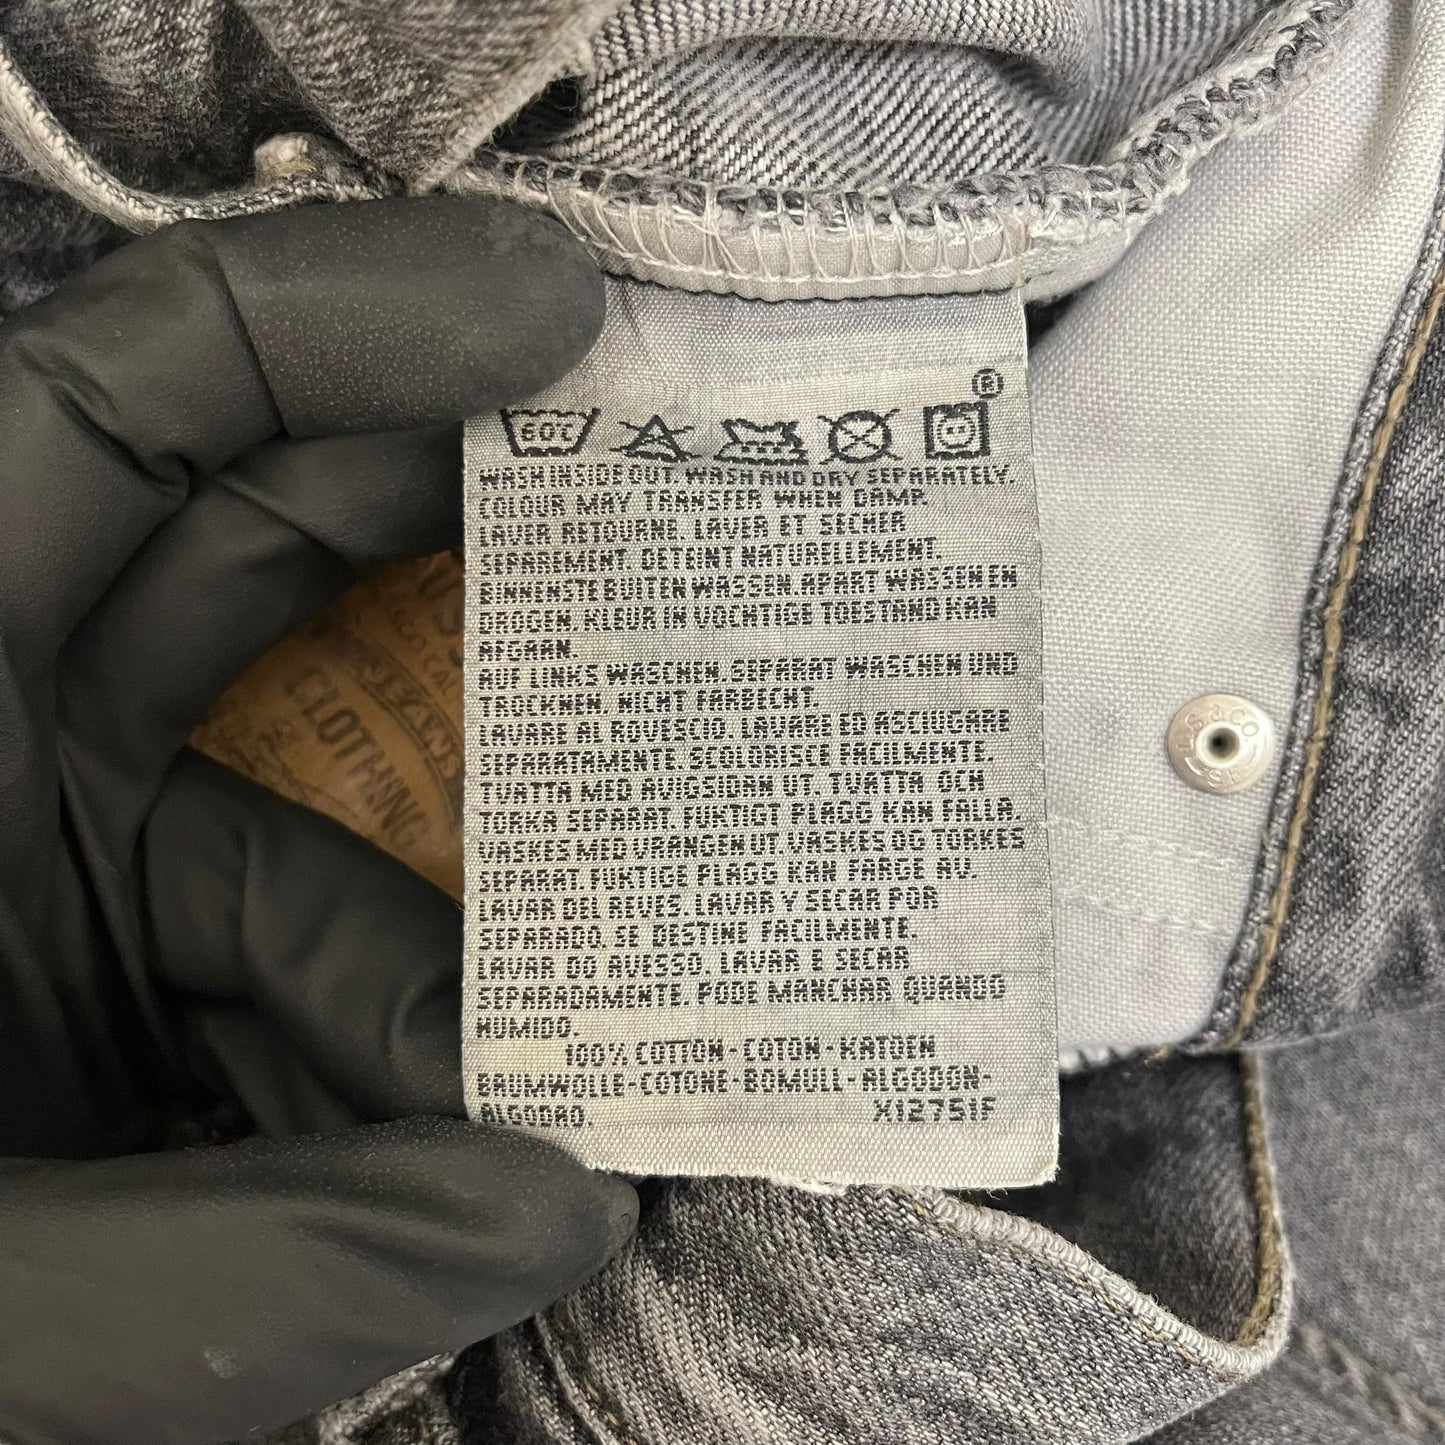 ®
60C
WASH INSIDE OUT. WASH AND DRY SEPARATELY.
COLOUR MAY TRANSFER WHEN DAMP.
LAVER RETOURNE. LAVER ET SECHER
SEPAREMENT. DETEINT NATURELLEMENT.
BINNENSTE BUITEN WASSEN. APART WASSEN EN
DROGEN. KLEUR IN VOCHTIGE TOESTAND KAN
AFGAAN.
AUF LINKS WASCHEN. SEPARAT WASCHEN UND
TROCKNEN. NICHT FARBECHT.
LAVARE AL ROVESCIO. LAVARE ED ASCIUGARE
SEPARATAMENTE. SCOLORISCE FACILMENTE.
TVATTA MED AVIGSIDAN UT. TVATTA OCH
TORKA SEPARAT. FUKTIGT PLAGG KAN FALLA.
VASKES MED VRANGEN UT. VASKES OG TORKES
SEPARAT. FUKTIGE PLAGG KAN FARGE AV.
LAVAR DEL REVES. LAVAR Y SECAR POR
SEPARADO. SE DESTINE FACILMENTE.
LAVAR DO AVESSO. LAVAR E SECAR
SEPARADAMENTE. PODE MANCHAR QUANDO
HUMIDO.
100% COTTON-COTON-KATOEN
BAUMWOLLE-COTONE-BOMULL-ALGODON-
ALGODAO. X12751F
CLOTHING
S.&CO